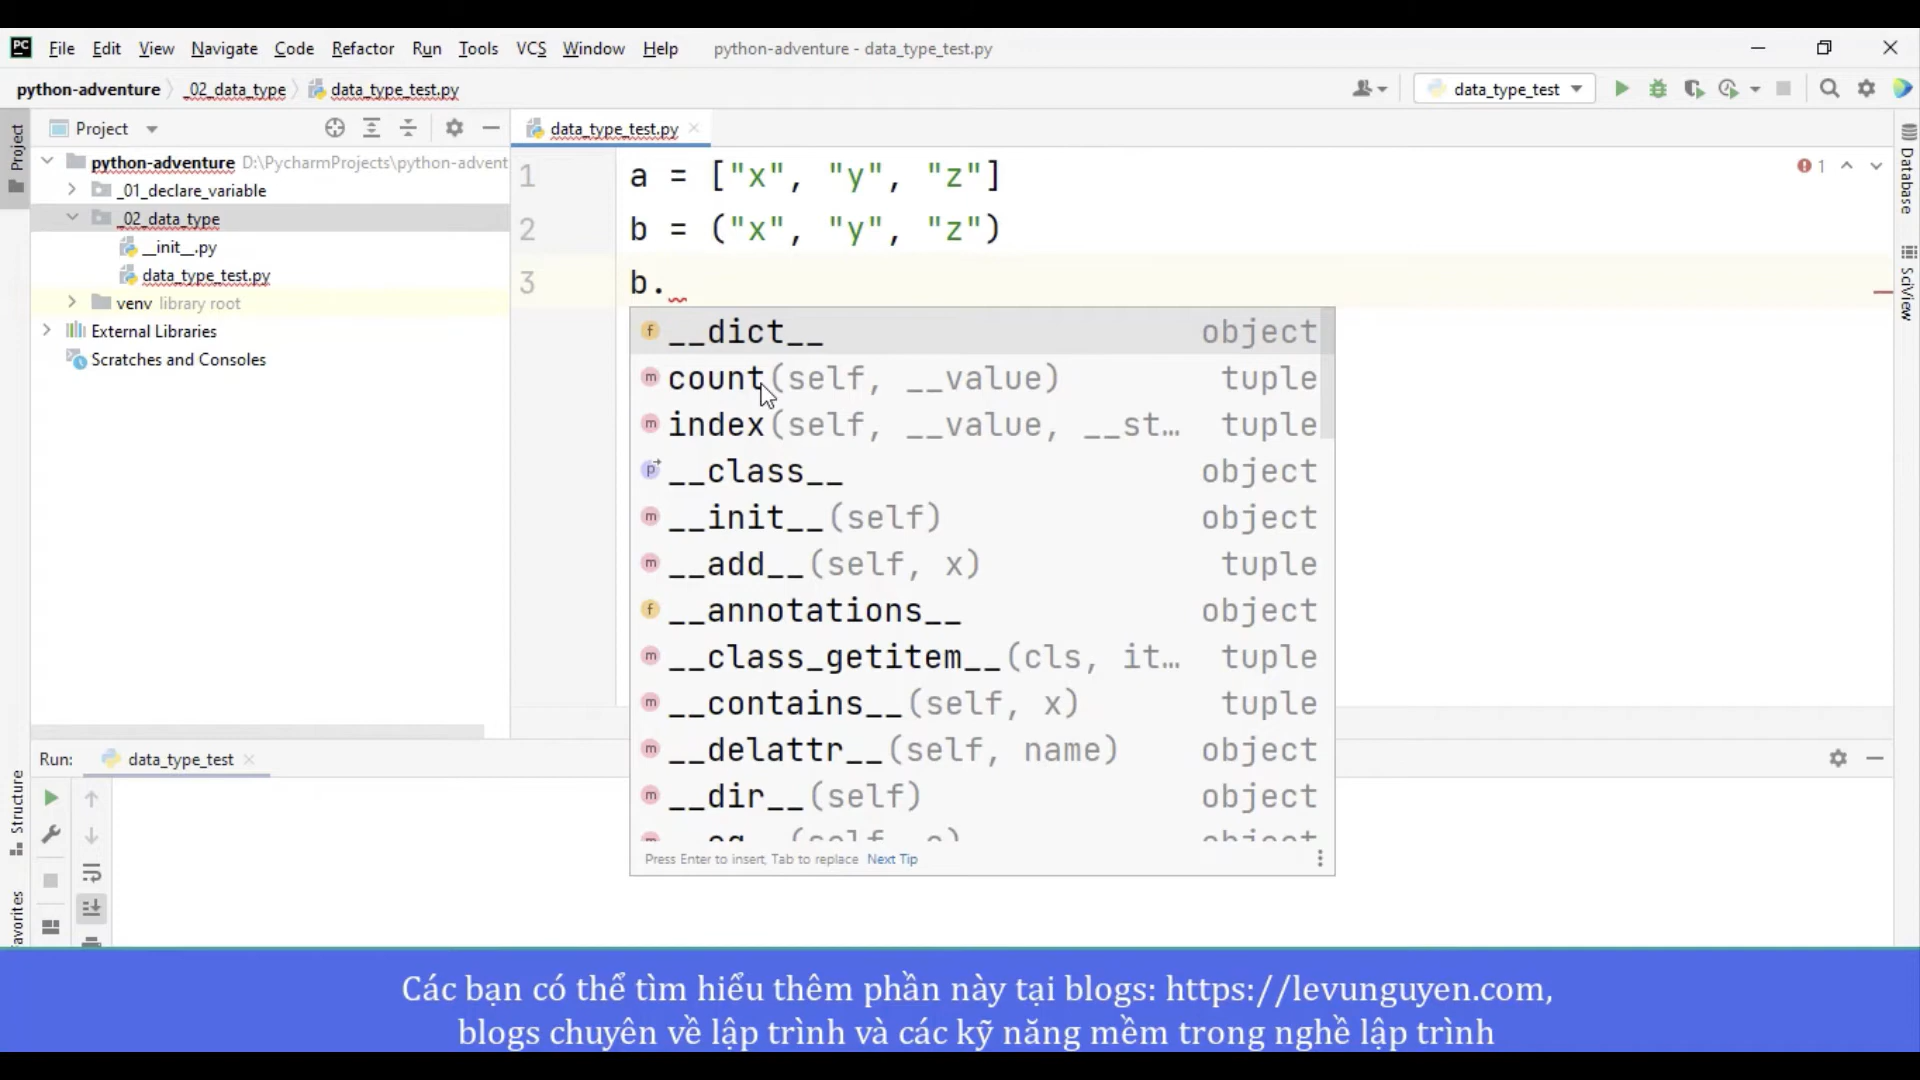 PC File Edit View Navigate Code Refactor Run Tools VCS Window Help python-adventure - data_type_test.py
python-adventure _02_data_type data_type_test.py data_type_test
Project
Project
data_type_test.py
python-adventure D:\PycharmProjects\python-advent
_01_declare_variable
_02_data_type
__init__.py
data_type_test.py
venv library root
External Libraries
Scratches and Consoles
1 a = ["x", "y", "z"]
2 b = ("x", "y", "z")
3 b.
1
__dict__ object
count(self, __value) tuple
index(self, __value, __st… tuple
__class__ object
__init__(self) object
__add__(self, x) tuple
__annotations__ object
__class_getitem__(cls, it… tuple
__contains__(self, x) tuple
__delattr__(self, name) object
__dir__(self) object
Press Enter to insert, Tab to replace Next Tip
Database
SciView
Run: data_type_test
Structure
Các bạn có thể tìm hiểu thêm phần này tại blogs: https://levunguyen.com,
blogs chuyên về lập trình và các kỹ năng mềm trong nghề lập trình